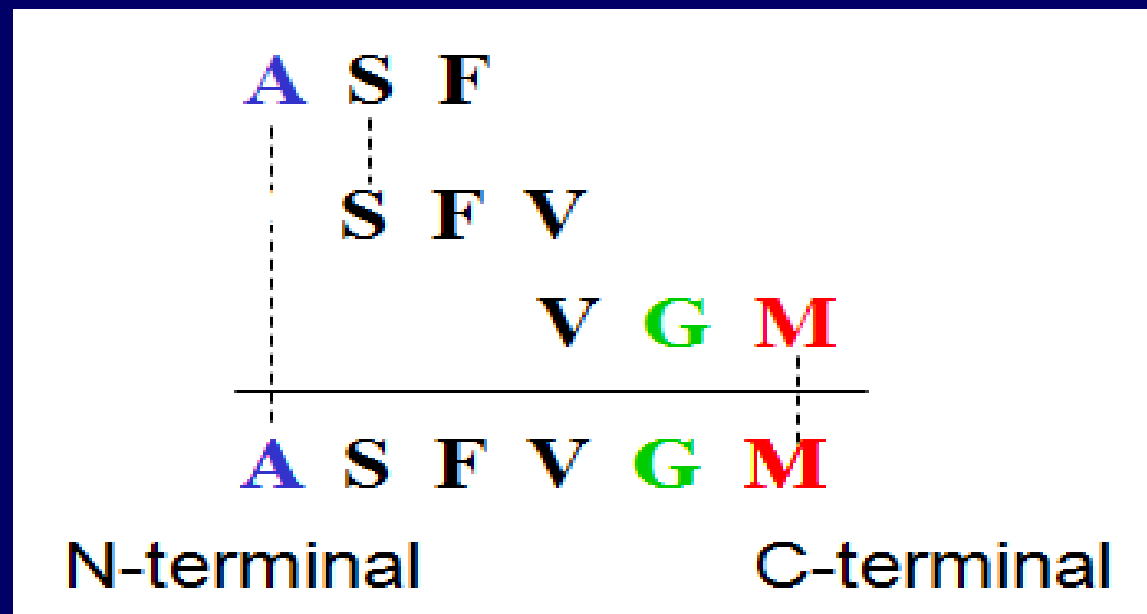 A S F
S F V
V G M
A S F V G M
N-terminal C-terminal